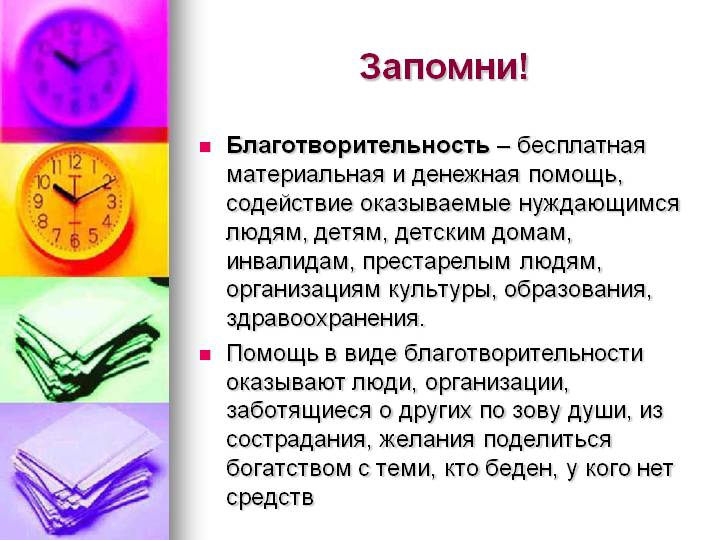 Запомни!
Благотворительность – бесплатная
материальная и денежная помощь,
содействие оказываемые нуждающимся
людям, детям, детским домам,
инвалидам, престарелым людям,
организациям культуры, образования,
здравоохранения.
Помощь в виде благотворительности
оказывают люди, организации,
заботящиеся о других по зову души, из
сострадания, желания поделиться
богатством с теми, кто беден, у кого нет
средств